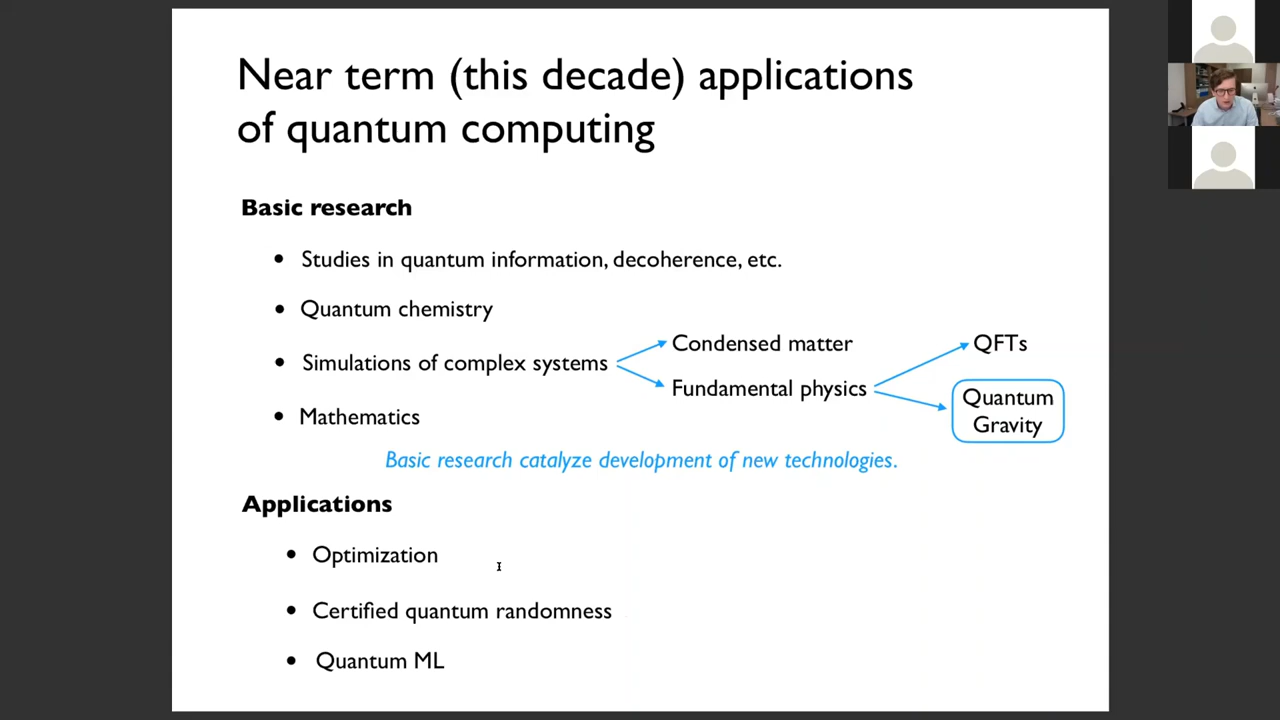 Near term (this decade) applications
of quantum computing
Basic research
• Studies in quantum information, decoherence, etc.
• Quantum chemistry
• Simulations of complex systems
Condensed matter
Fundamental physics
QFTs
Quantum
Gravity
• Mathematics
Basic research catalyze development of new technologies.
Applications
• Optimization
• Certified quantum randomness
• Quantum ML